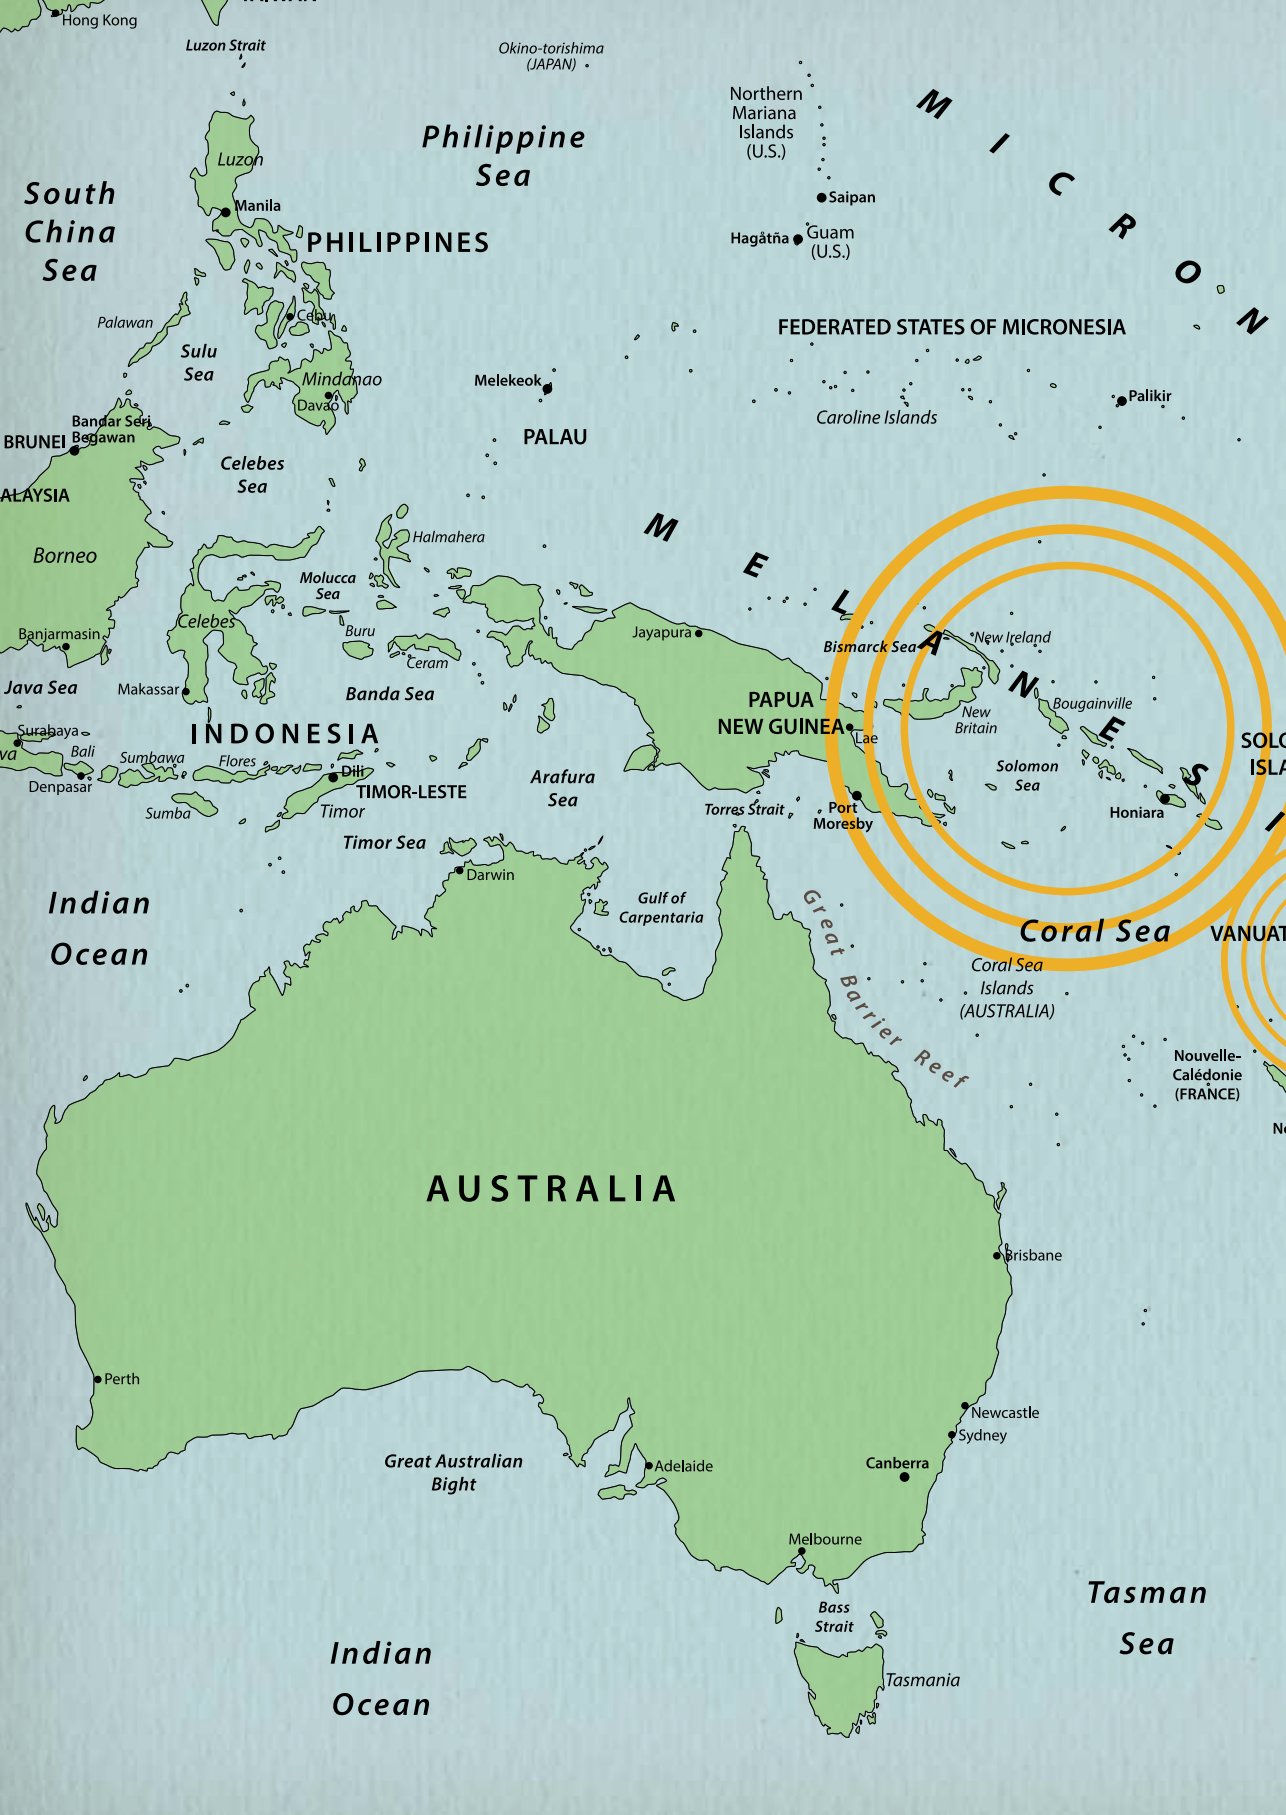 Hong Kong
Luzon Strait
Okino-torishima
(JAPAN)
Northern
Mariana
Islands
(U.S.)
MICRON
Philippine
Sea
Luzon
South
China
Sea
Manila
Saipan
PHILIPPINES
Hagåtña
Guam
(U.S.)
Palawan
Cebu
FEDERATED STATES OF MICRONESIA
Sulu
Sea
Mindanao
Davao
Melekeok
Palikir
Caroline Islands
Bandar Seri
Begawan
BRUNEI
PALAU
Celebes
Sea
ALAYSIA
Borneo
Halmahera
MELANESI
Molucca
Sea
Celebes
Buru
Ceram
Banjarmasin
Jayapura
Bismarck Sea
New Ireland
Java Sea
Makassar
Banda Sea
PAPUA
NEW GUINEA
Lae
New
Britain
Bougainville
Surabaya
va
Bali
INDONESIA
Sumbawa
Flores
SOLO
ISLA
Denpasar
Sumba
Dili
TIMOR-LESTE
Timor
Arafura
Sea
Solomon
Sea
Torres Strait
Port
Moresby
Honiara
Timor Sea
Darwin
Indian
Ocean
Gulf of
Carpentaria
Great Barrier Reef
Coral Sea
VANUAT
Coral Sea
Islands
(AUSTRALIA)
Nouvelle-
Calédonie
(FRANCE)
AUSTRALIA
Brisbane
Perth
Newcastle
Sydney
Great Australian
Bight
Adelaide
Canberra
Melbourne
Bass
Strait
Tasman
Sea
Indian
Ocean
Tasmania